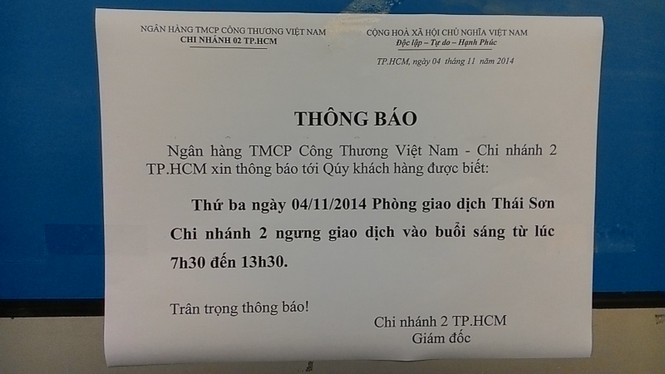 NGÂN HÀNG TMCP CÔNG THƯƠNG VIỆT NAM
CHI NHÁNH 02 TP.HCM
CỘNG HOÀ XÃ HỘI CHỦ NGHĨA VIỆT NAM
Độc lập – Tự do – Hạnh Phúc
TP.HCM, ngày 04 tháng 11 năm 2014
THÔNG BÁO
Ngân hàng TMCP Công Thương Việt Nam - Chi nhánh 2
TP.HCM xin thông báo tới Qúy khách hàng được biết:
Thứ ba ngày 04/11/2014 Phòng giao dịch Thái Sơn
Chi nhánh 2 ngưng giao dịch vào buổi sáng từ lúc
7h30 đến 13h30.
Trân trọng thông báo!
Chi nhánh 2 TP.HCM
Giám đốc